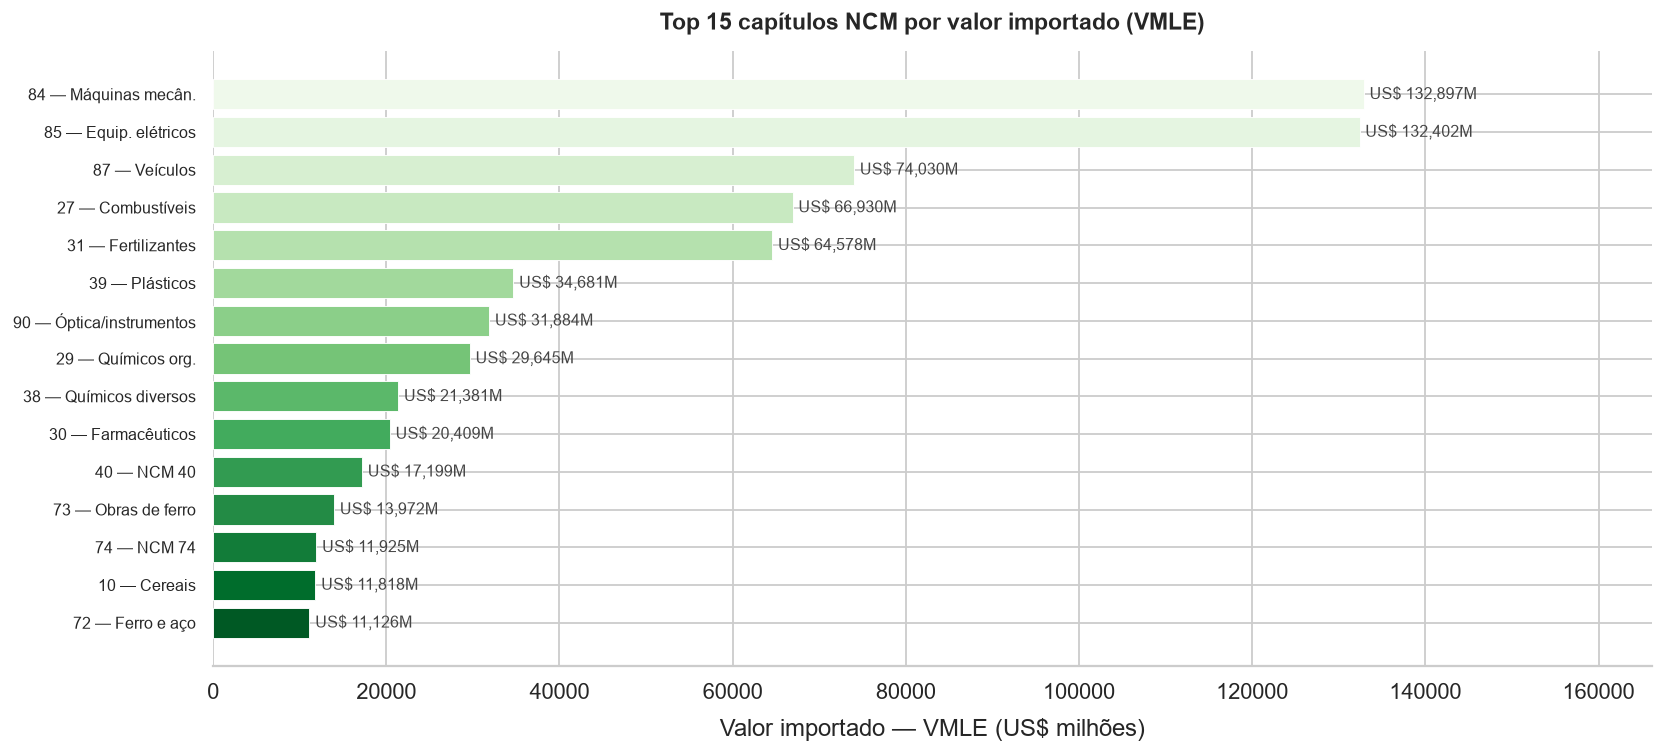 Top 15 capítulos NCM por valor importado (VMLE)
84 — Máquinas mecân. US$ 132,897M
85 — Equip. elétricos US$ 132,402M
87 — Veículos US$ 74,030M
27 — Combustíveis US$ 66,930M
31 — Fertilizantes US$ 64,578M
39 — Plásticos US$ 34,681M
90 — Óptica/instrumentos US$ 31,884M
29 — Químicos org. US$ 29,645M
38 — Químicos diversos US$ 21,381M
30 — Farmacêuticos US$ 20,409M
40 — NCM 40 US$ 17,199M
73 — Obras de ferro US$ 13,972M
74 — NCM 74 US$ 11,925M
10 — Cereais US$ 11,818M
72 — Ferro e aço US$ 11,126M
0 20000 40000 60000 80000 100000 120000 140000 160000
Valor importado — VMLE (US$ milhões)